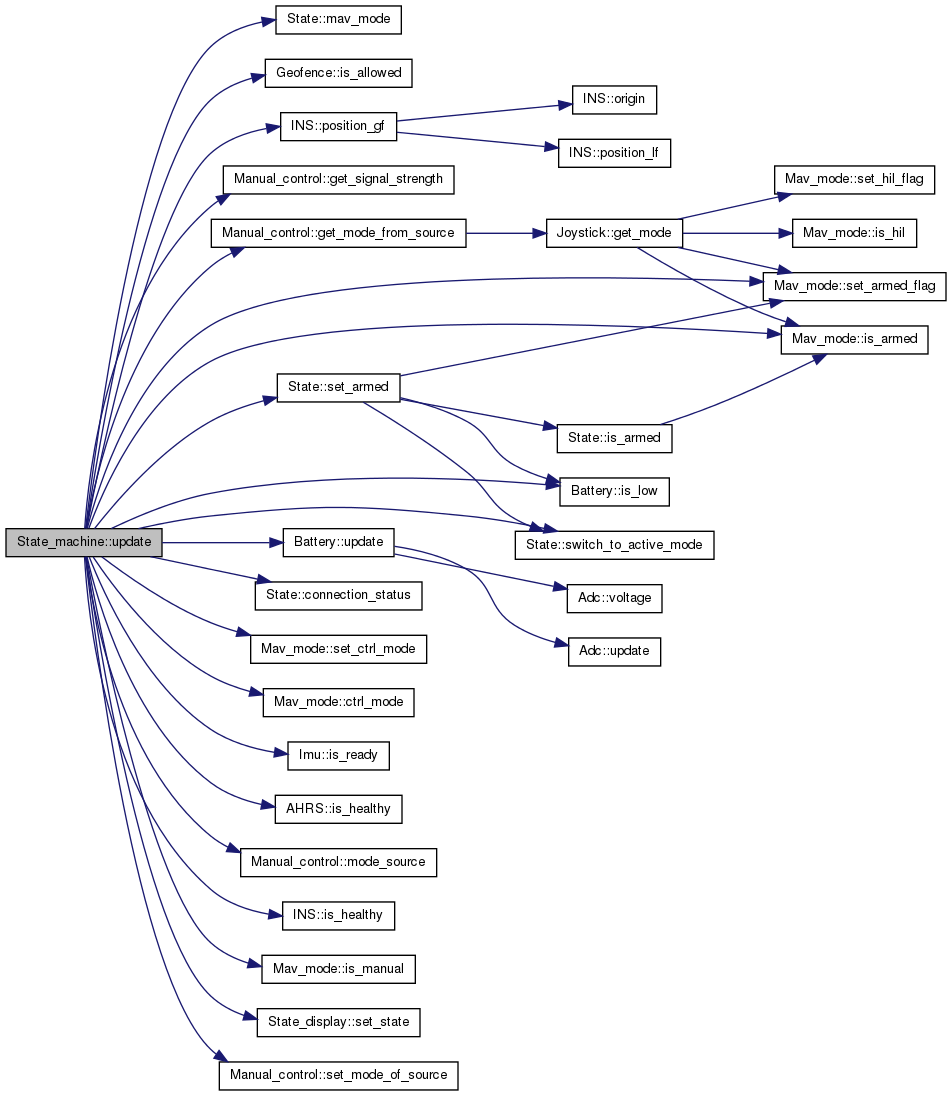 State::mav_mode
Geofence::is_allowed
INS::origin
INS::position_gf
INS::position_lf
Manual_control::get_signal_strength
Mav_mode::set_hil_flag
Manual_control::get_mode_from_source
Joystick::get_mode
Mav_mode::is_hil
Mav_mode::set_armed_flag
Mav_mode::is_armed
State::set_armed
State::is_armed
Battery::is_low
State_machine::update
Battery::update
State::switch_to_active_mode
State::connection_status
Adc::voltage
Mav_mode::set_ctrl_mode
Adc::update
Mav_mode::ctrl_mode
Imu::is_ready
AHRS::is_healthy
Manual_control::mode_source
INS::is_healthy
Mav_mode::is_manual
State_display::set_state
Manual_control::set_mode_of_source